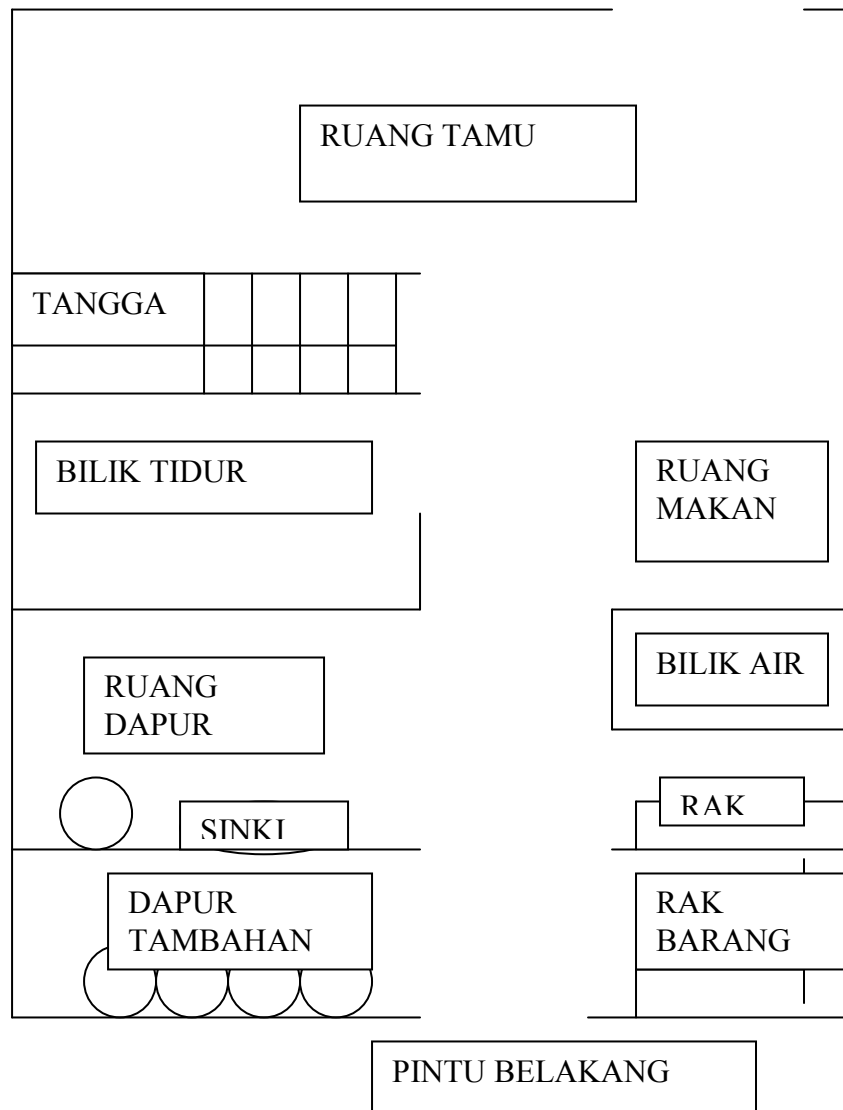 RUANG TAMU
TANGGA
BILIK TIDUR
RUANG
MAKAN
RUANG
DAPUR
BILIK AIR
SINKI
RAK
DAPUR
TAMBAHAN
RAK
BARANG
PINTU BELAKANG